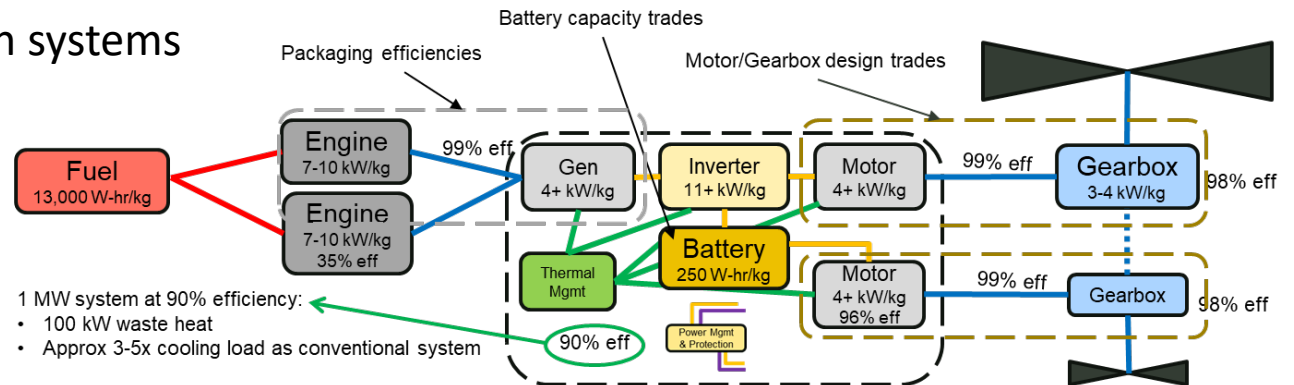 n systems
Battery capacity trades
Packaging efficiencies
Motor/Gearbox design trades
Fuel
13,000 W-hr/kg
Engine
7-10 kW/kg
99% eff
Engine
7-10 kW/kg
35% eff
Gen
4+ kW/kg
Inverter
11+ kW/kg
Motor
4+ kW/kg
99% eff
Gearbox
3-4 kW/kg
98% eff
Thermal
Mgmt
Battery
250 W-hr/kg
Motor
4+ kW/kg
96% eff
99% eff
Gearbox
98% eff
Power Mgmt
& Protection
90% eff
1 MW system at 90% efficiency:
• 100 kW waste heat
• Approx 3-5x cooling load as conventional system